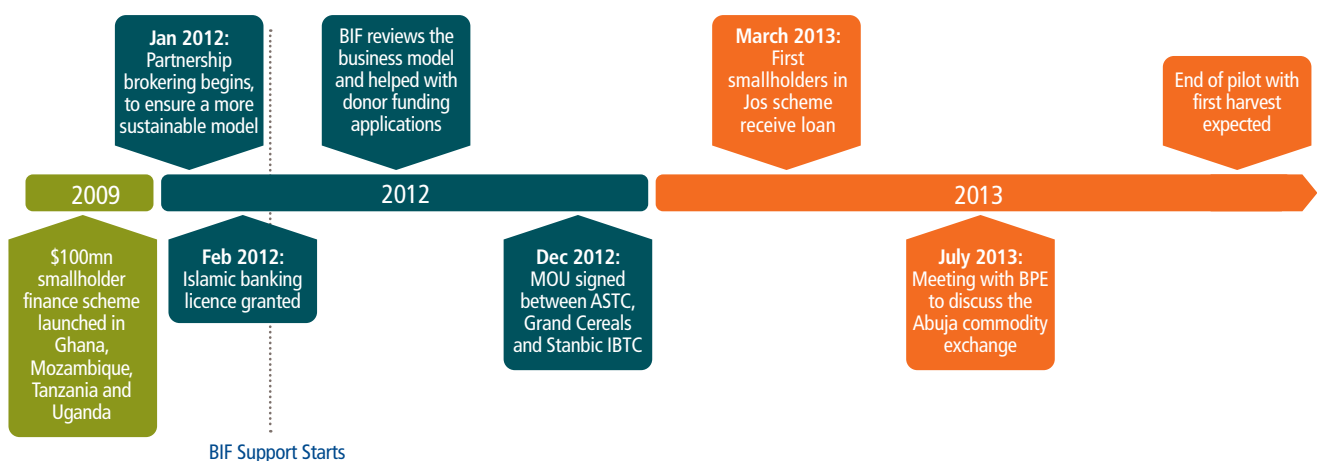 Jan 2012:
Partnership
brokering begins,
to ensure a more
sustainable model
BIF reviews the
business model
and helped with
donor funding
applications
March 2013:
First
smallholders in
Jos scheme
receive loan
End of pilot with
first harvest
expected
2009
2012
2013
$100mn
smallholder
finance scheme
launched in
Ghana,
Mozambique,
Tanzania and
Uganda
Feb 2012:
Islamic banking
licence granted
Dec 2012:
MOU signed
between ASTC,
Grand Cereals
and Stanbic IBTC
July 2013:
Meeting with BPE
to discuss the
Abuja commodity
exchange
BIF Support Starts